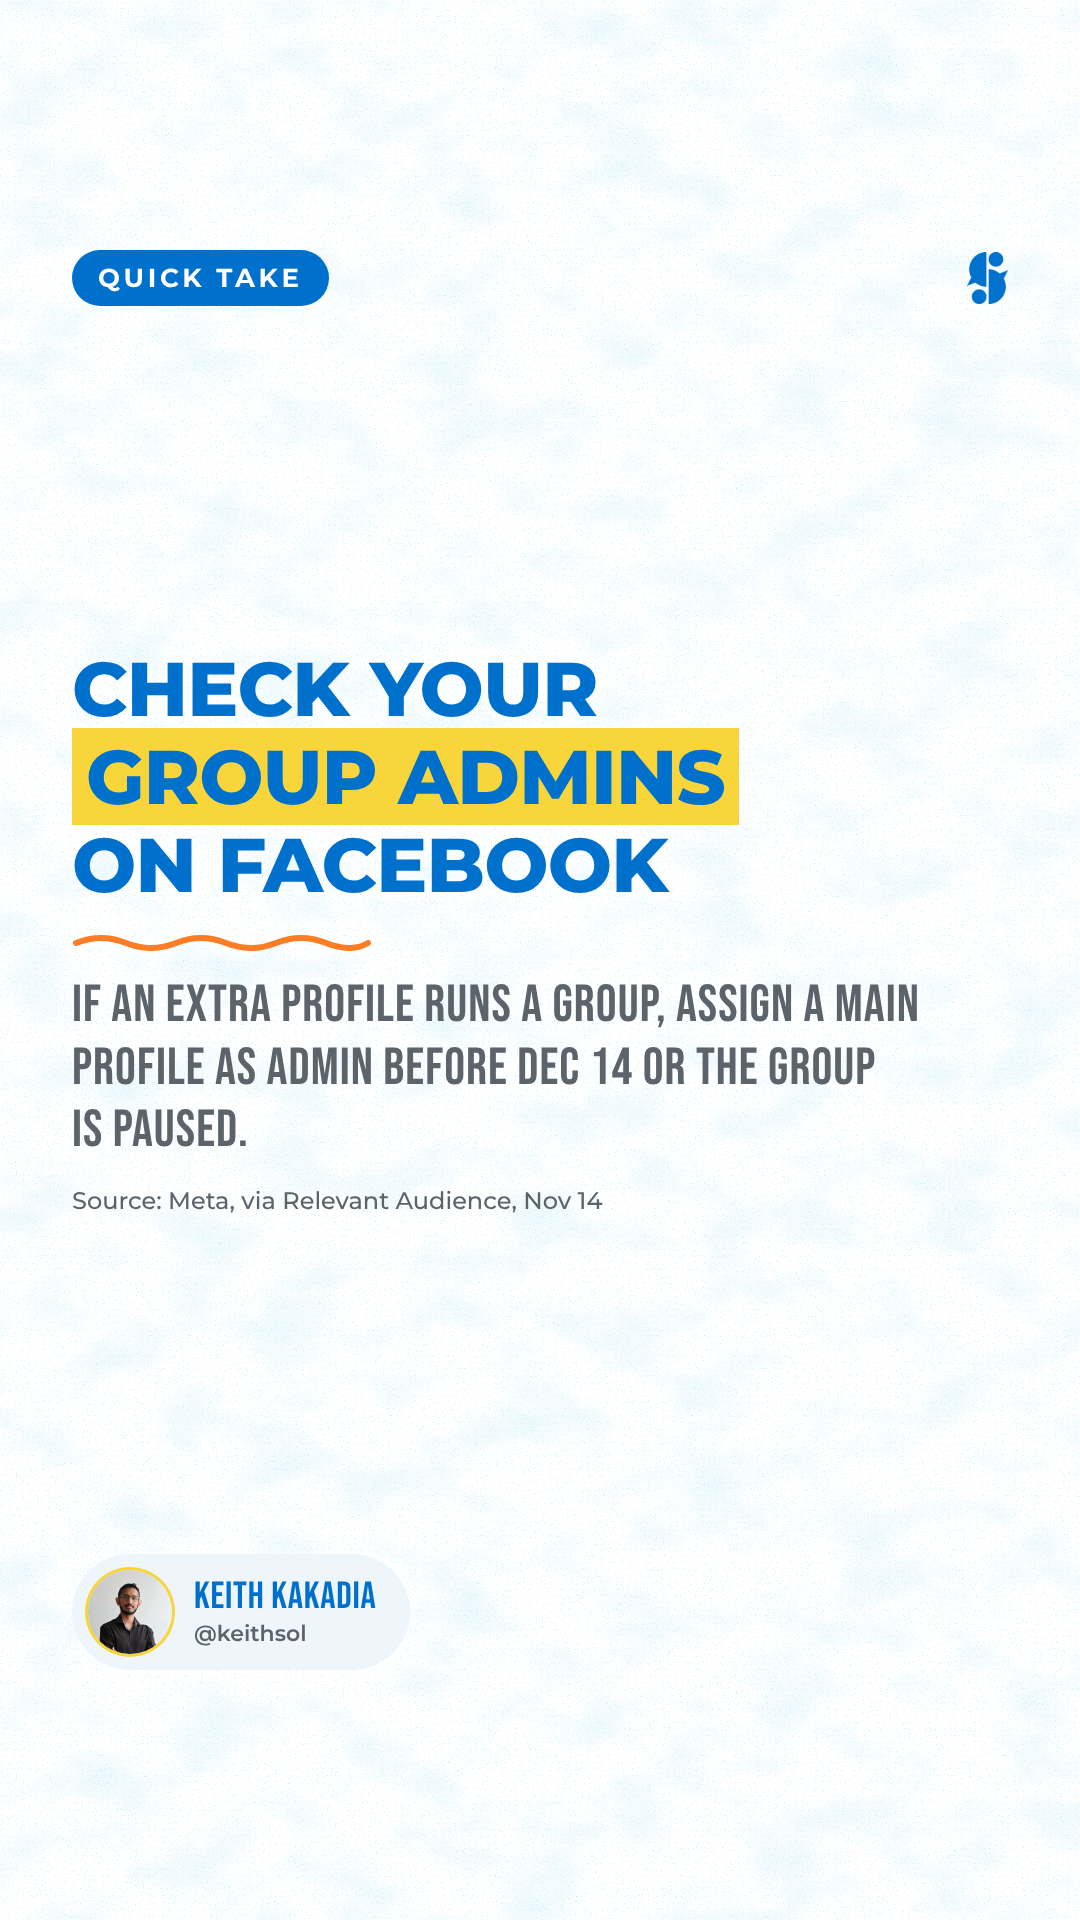 QUICK TAKE
CHECK YOUR
GROUP ADMINS
ON FACEBOOK
IF AN EXTRA PROFILE RUNS A GROUP, ASSIGN A MAIN
PROFILE AS ADMIN BEFORE DEC 14 OR THE GROUP
IS PAUSED.
Source: Meta, via Relevant Audience, Nov 14
KEITH KAKADIA
@keithsol